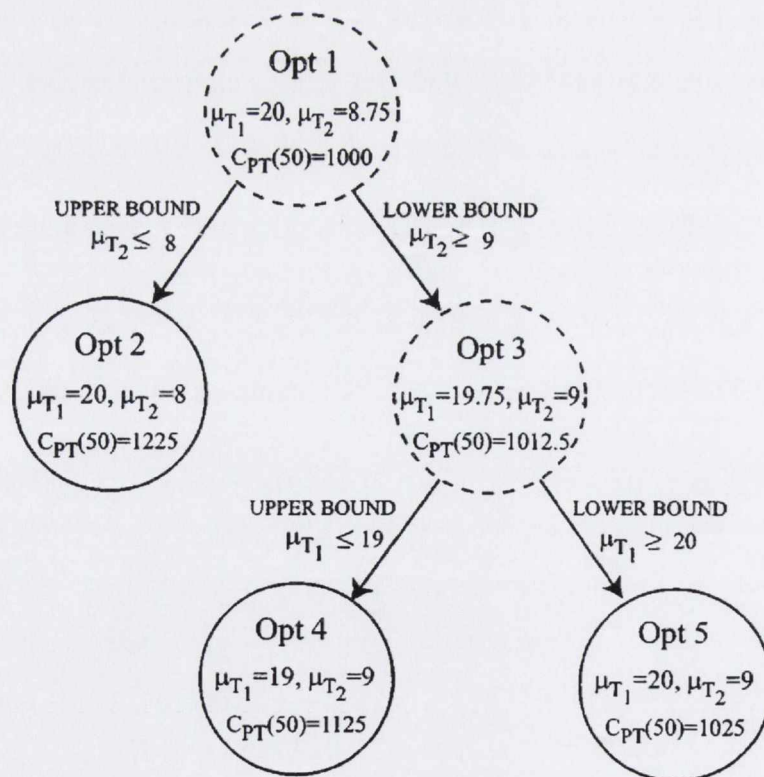 Opt 1
μT₁=20, μT₂=8.75
CPT(50)=1000
UPPER BOUND
μT₂ ≤ 8
LOWER BOUND
μT₂ ≥ 9
Opt 2
μT₁=20, μT₂=8
CPT(50)=1225
Opt 3
μT₁=19.75, μT₂=9
CPT(50)=1012.5
UPPER BOUND
μT₁ ≤ 19
LOWER BOUND
μT₁ ≥ 20
Opt 4
μT₁=19, μT₂=9
CPT(50)=1125
Opt 5
μT₁=20, μT₂=9
CPT(50)=1025